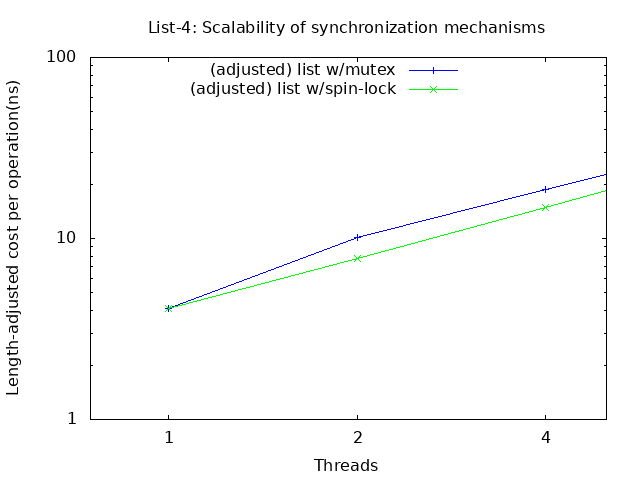 List-4: Scalability of synchronization mechanisms
(adjusted) list w/mutex
(adjusted) list w/spin-lock
Length-adjusted cost per operation(ns)
100
10
1
1 2 4
Threads